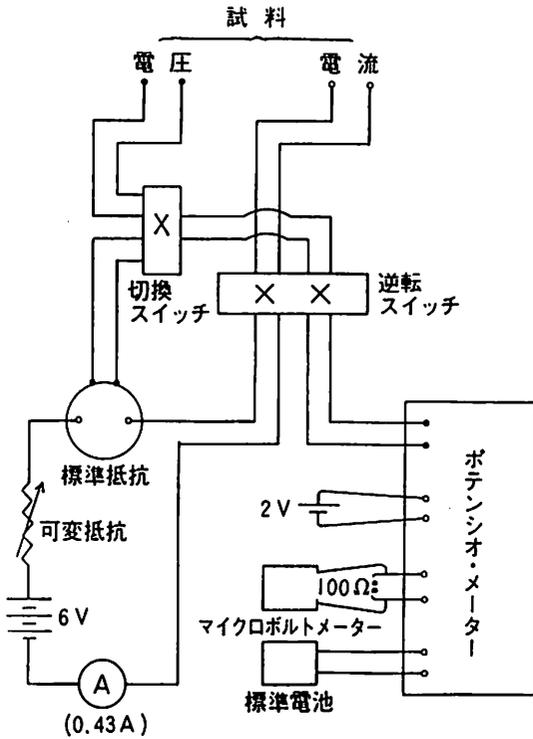 試料
電圧
電流
X
切換
スイッチ
X X
逆転
スイッチ
標準抵抗
可変抵抗
6V
A
(0.43A)
2V
100Ω
マイクロボルトメーター
標準電池
ポテンシオ・メーター